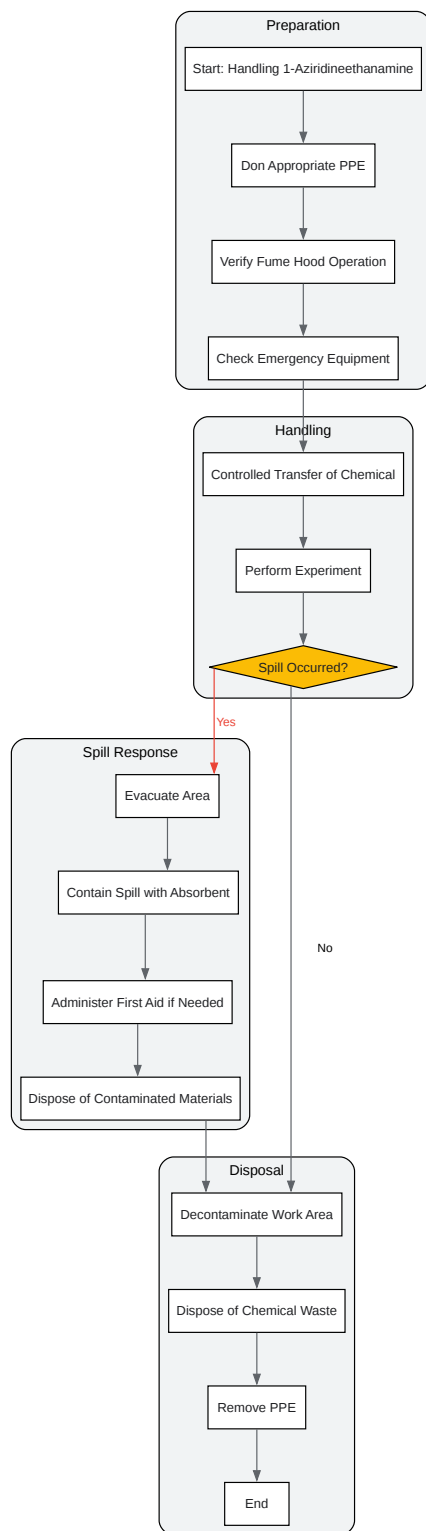 Preparation
Start: Handling 1-Aziridineethanamine
Don Appropriate PPE
Verify Fume Hood Operation
Check Emergency Equipment
Handling
Controlled Transfer of Chemical
Perform Experiment
Spill Occurred?
Yes
Spill Response
Evacuate Area
Contain Spill with Absorbent
No
Administer First Aid if Needed
Dispose of Contaminated Materials
Disposal
Decontaminate Work Area
Dispose of Chemical Waste
Remove PPE
End